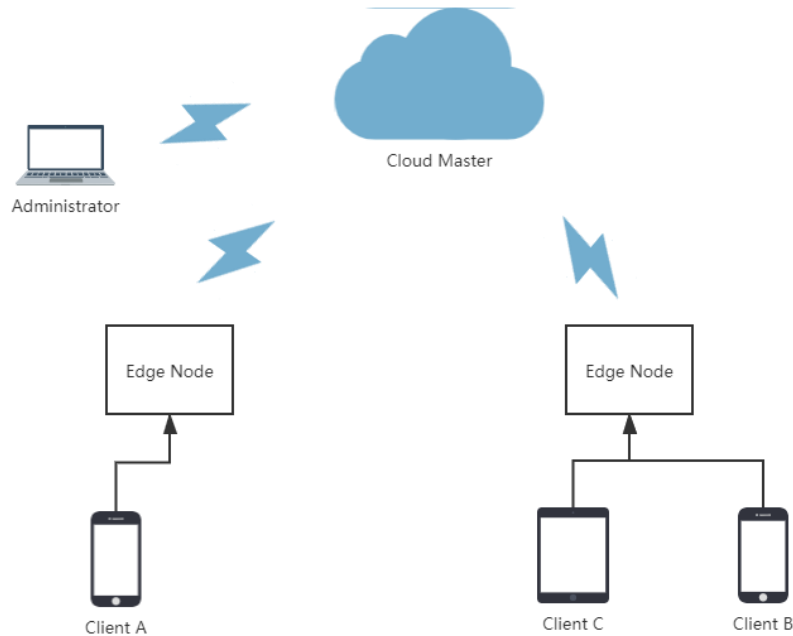 Cloud Master
Administrator
Edge Node
Edge Node
Client A
Client C
Client B